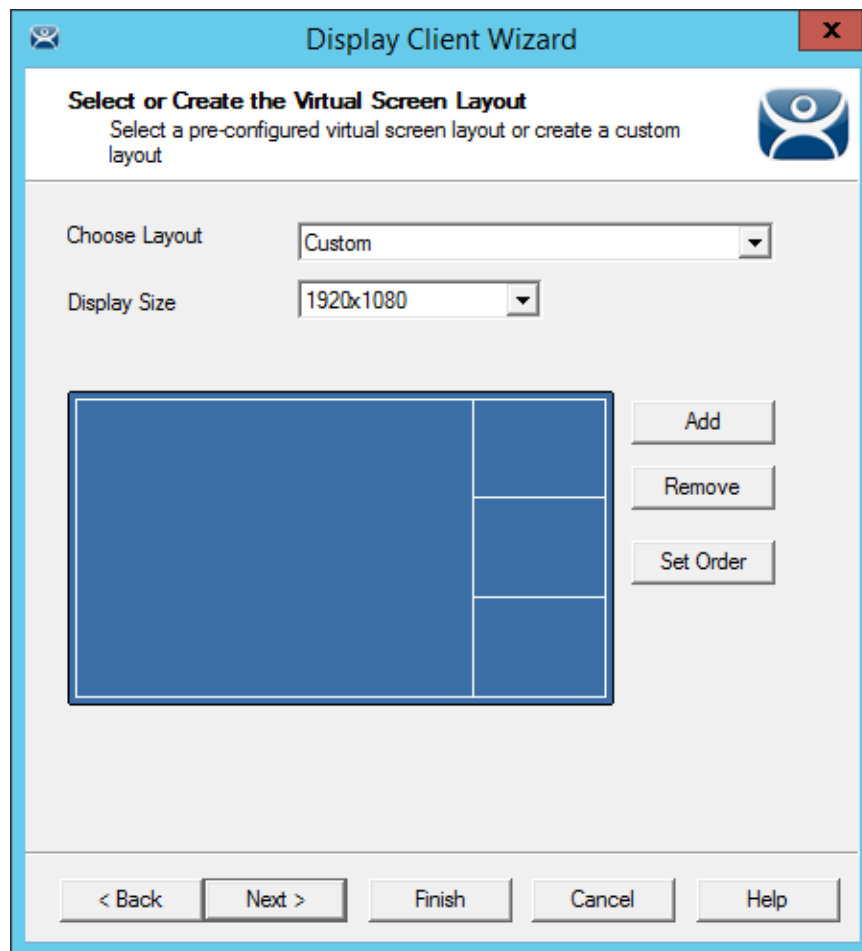 Display Client Wizard
x
Select or Create the Virtual Screen Layout
Select a pre-configured virtual screen layout or create a custom
layout
Choose Layout
Custom
Display Size
1920x1080
Add
Remove
Set Order
< Back
Next >
Finish
Cancel
Help